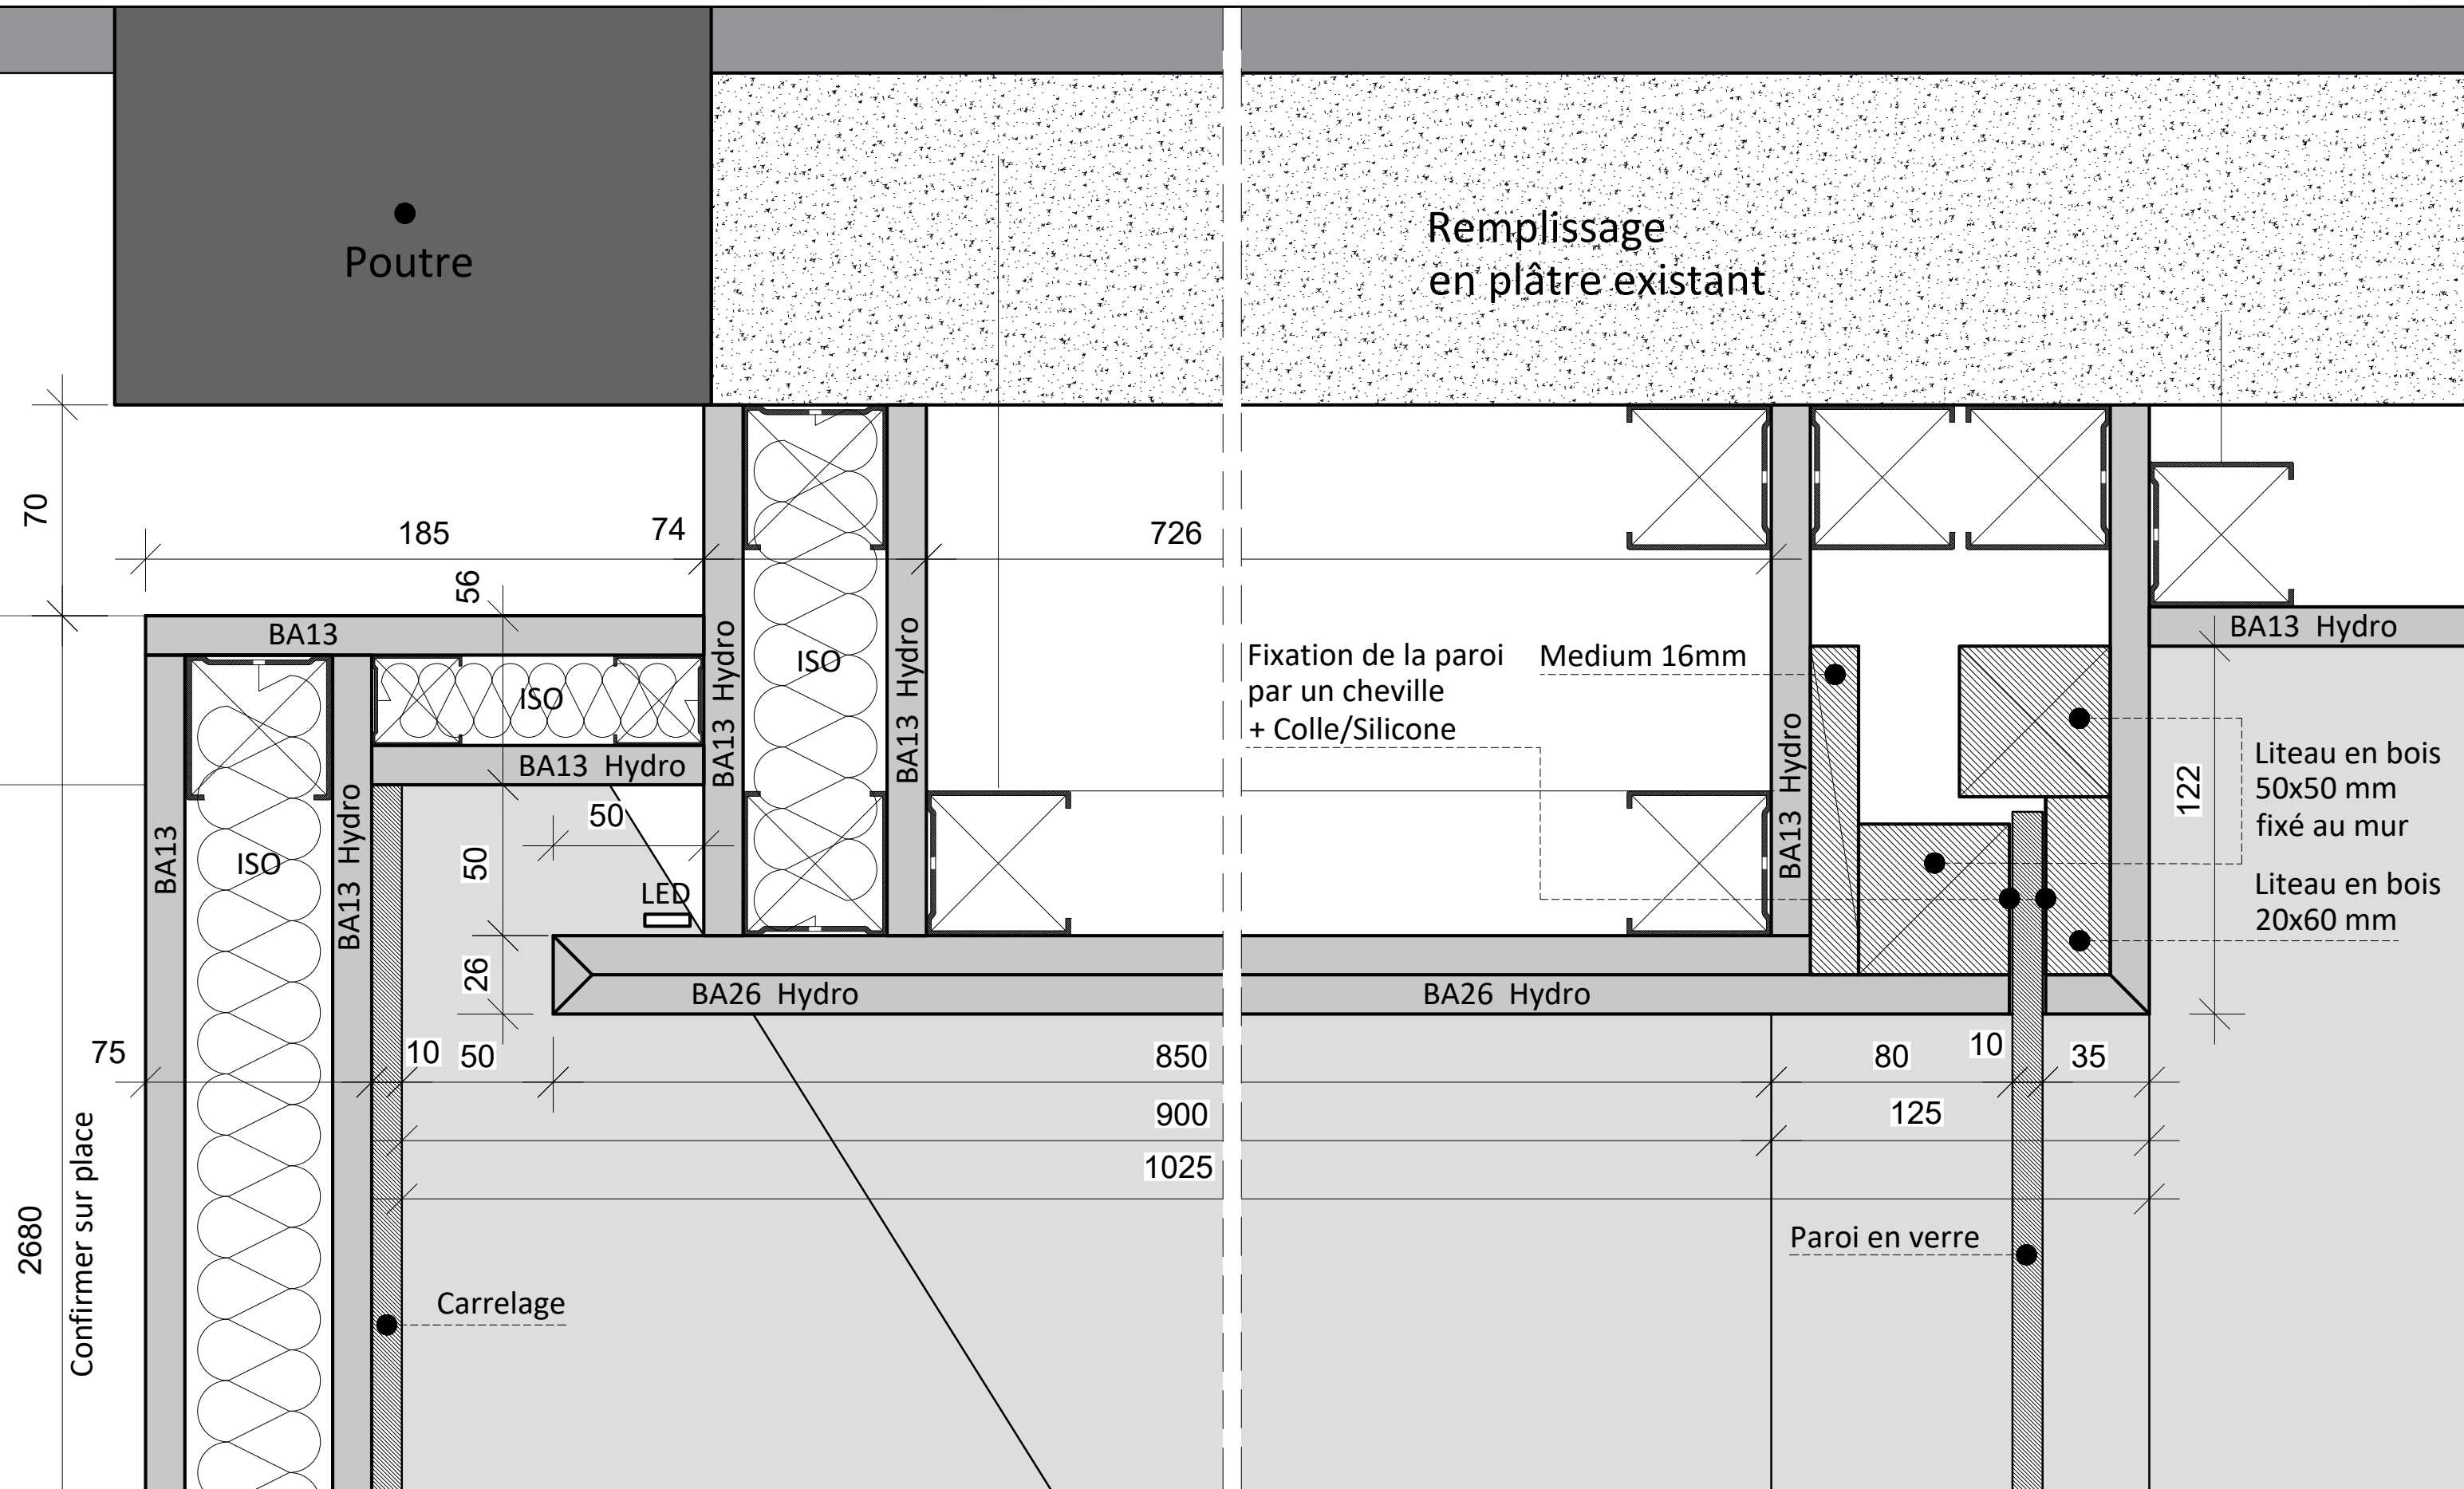 Poutre
Remplissage
en plâtre existant
70
185
74
726
56
BA13
BA13 Hydro
ISO
BA13 Hydro
Fixation de la paroi
par un cheville
+ Colle/Silicone
Medium 16mm
BA13 Hydro
BA13 Hydro
ISO
BA13 Hydro
50
50
LED
BA13
ISO
BA13 Hydro
122
Liteau en bois
50x50 mm
fixé au mur
Liteau en bois
20x60 mm
26
BA26 Hydro
BA26 Hydro
75
10
50
850
80
10
35
900
125
1025
2680
Confirmer sur place
Paroi en verre
Carrelage